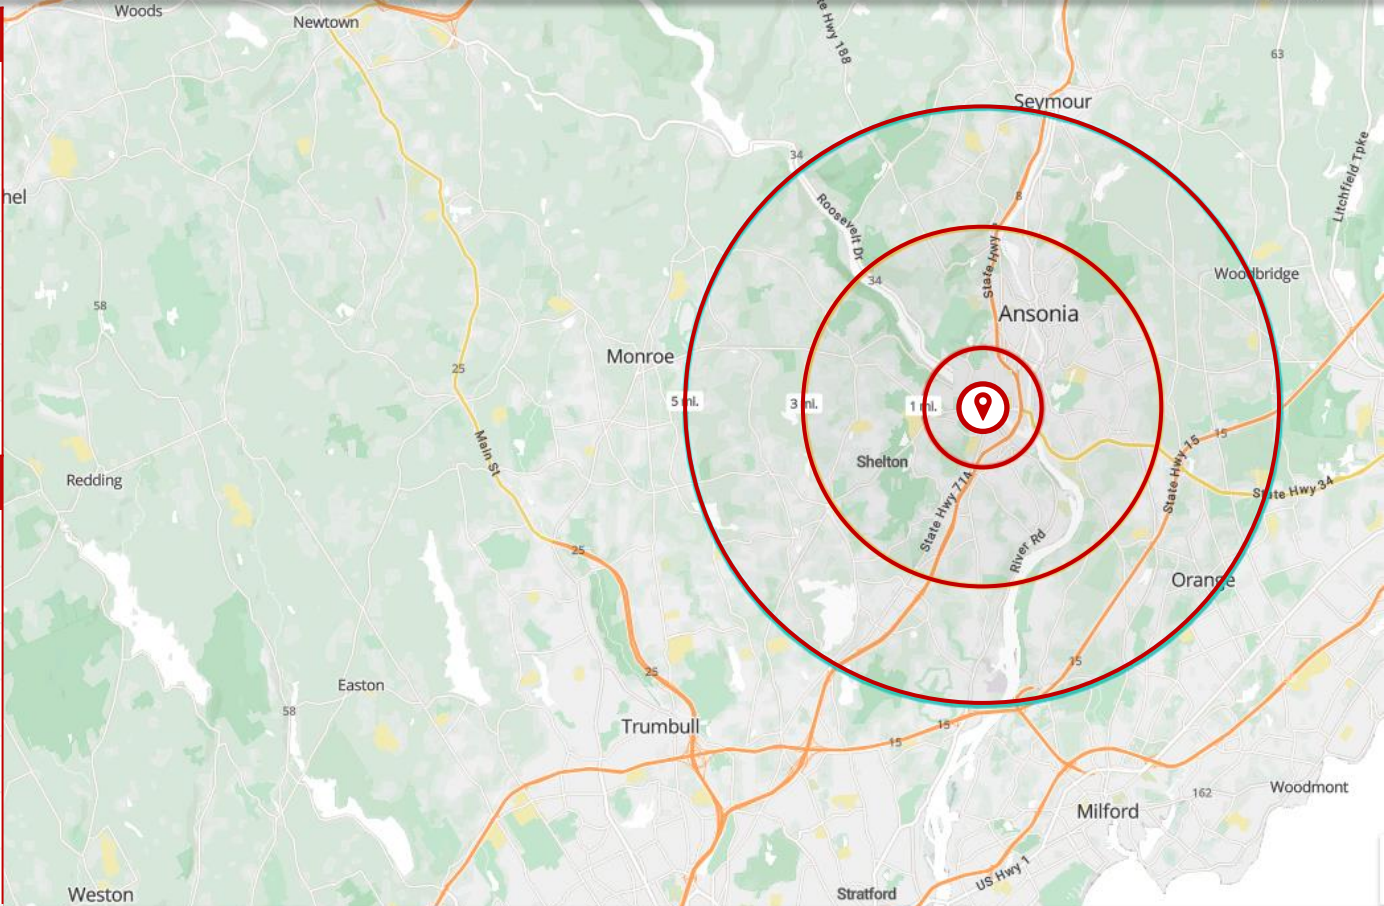 Woods
Newtown
te Hwy 188
63
Seymour
34
Litchfield Tpke
hel
8
Roosevelt Dr
State Hwy
Woodbridge
34
58
Ansonia
Monroe
25
5 mi.
3 mi.
1 mi.
15
Main St
Shelton
State Hwy 15
Redding
State Hwy 714
State Hwy 34
25
River Rd
Orange
15
25
Easton
58
Trumbull
15
15
Woodmont
162
Milford
US Hwy 1
Weston
Stratford